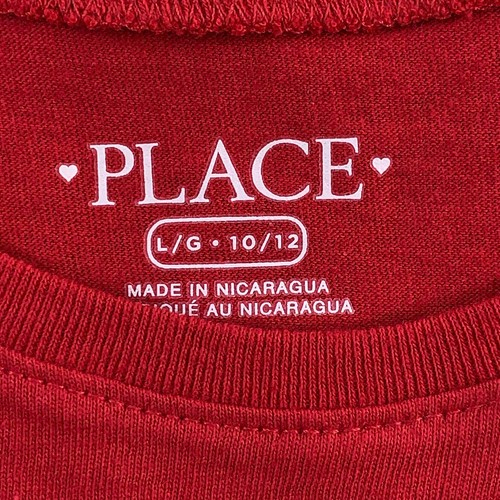 PLACE
L/G · 10/12
MADE IN NICARAGUA
AU NICARAGUA